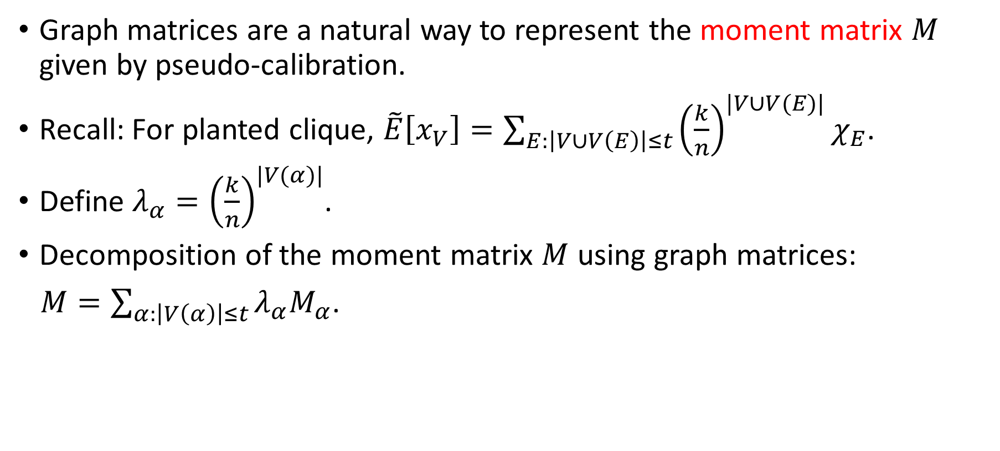 • Graph matrices are a natural way to represent the moment matrix 𝑀
given by pseudo-calibration.
• Recall: For planted clique, $\tilde{E}[x_V] = \sum_{E:|V \cup V(E)| \leq t} \left(\frac{k}{n}\right)^{|V \cup V(E)|} \chi_E$.
• Define $\lambda_\alpha = \left(\frac{k}{n}\right)^{|V(\alpha)|}$.
• Decomposition of the moment matrix 𝑀 using graph matrices:
$M = \sum_{\alpha:|V(\alpha)| \leq t} \lambda_\alpha M_\alpha$.